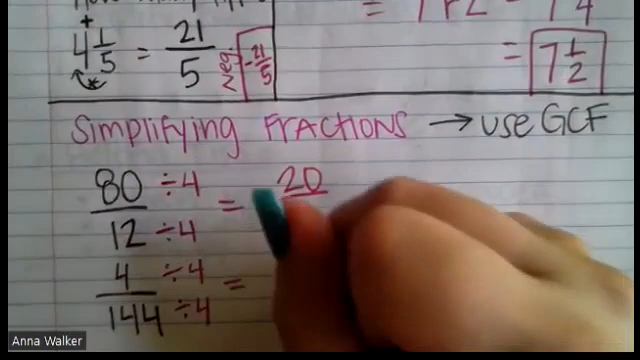 +
4 1/5 = 21/5
neg.
-21/5
= 7 1/2
Simplifying Fractions → use GCF
80 ÷4 = 20
12 ÷4
4 ÷4 =
144 ÷4
Anna Walker